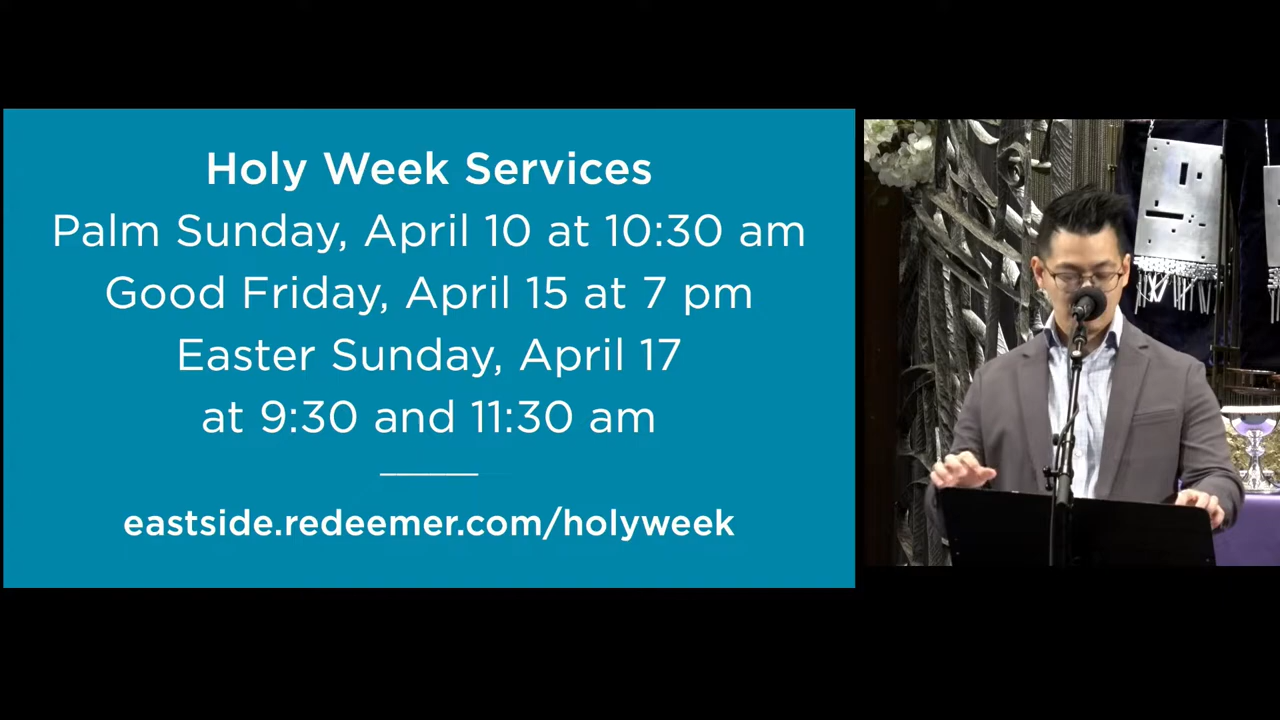 Holy Week Services
Palm Sunday, April 10 at 10:30 am
Good Friday, April 15 at 7 pm
Easter Sunday, April 17
at 9:30 and 11:30 am
eastside.redeemer.com/holyweek